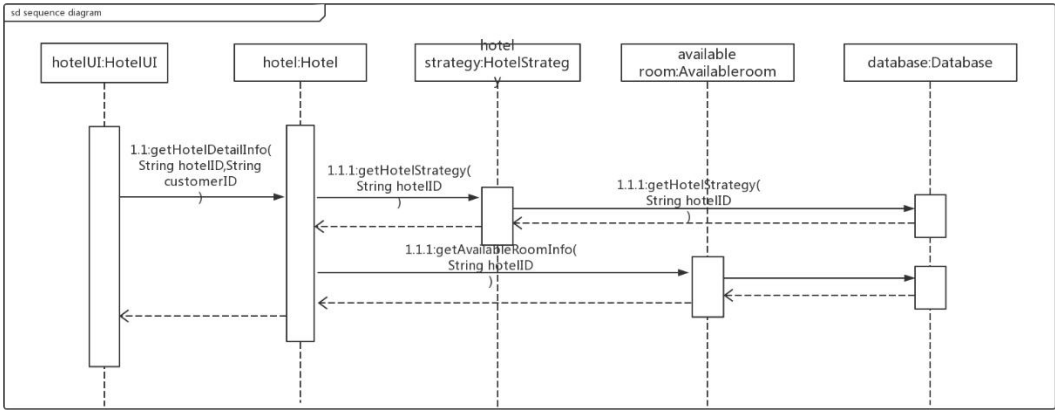 sd sequence diagram
hotelUI:HotelUI
hotel:Hotel
hotel
strategy:HotelStrateg
y
available
room:Availableroom
database:Database
1.1:getHotelDetailInfo(
String hotelID,String
customerID
)
1.1.1:getHotelStrategy(
String hotelID
)
1.1.1:getHotelStrategy(
String hotelID
)
1.1.1:getAvailableRoomInfo(
String hotelID
)